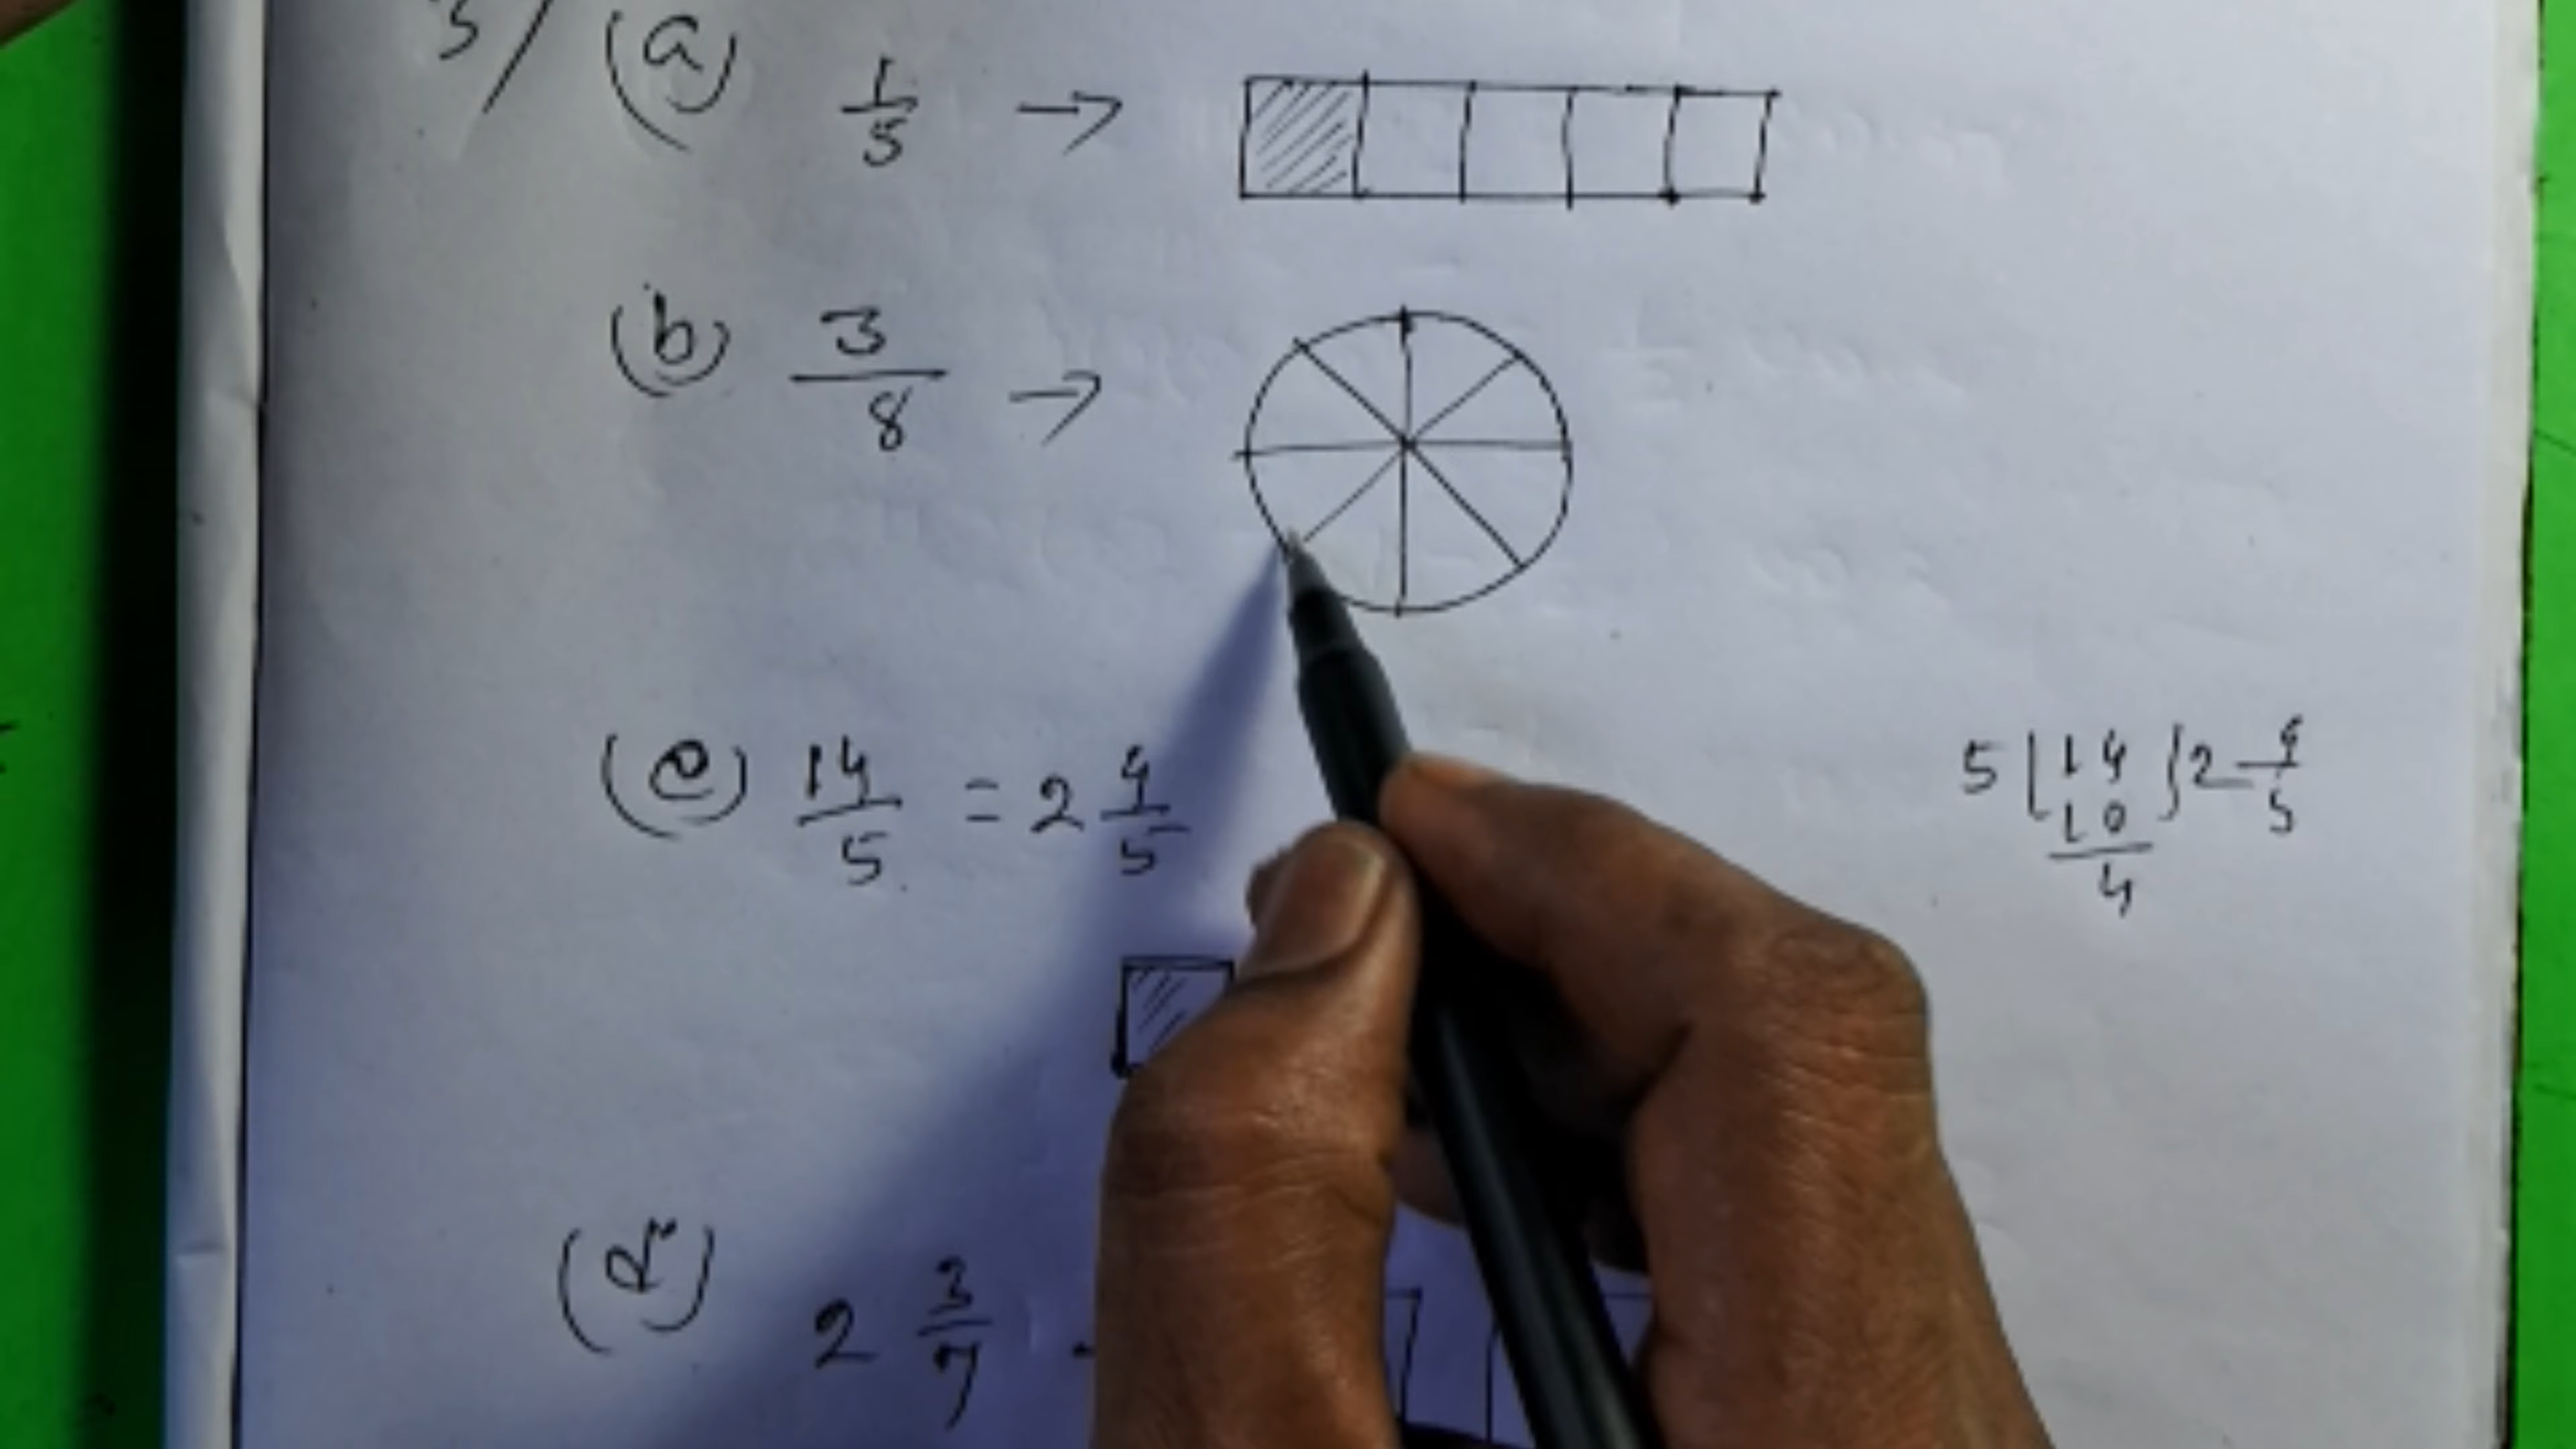 3/ (a) 1/5 →
(b) 3/8 →
(c) 14/5 = 2 4/5
5 ) 14 ( 2 4/5
10
4
(d) 2 3/7